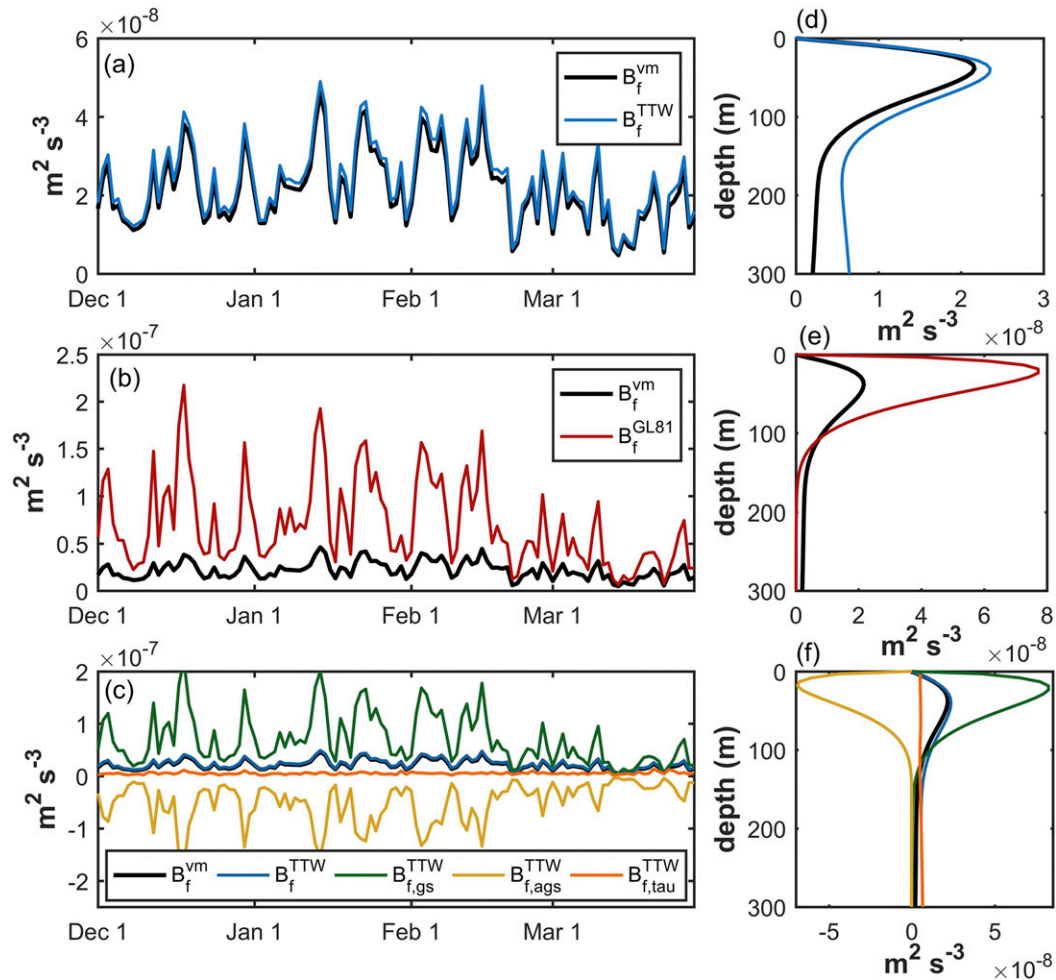 ×10⁻⁸
(a)
m² s⁻³
6
4
2
0
B_f^vm
B_f^TTW
Dec 1 Jan 1 Feb 1 Mar 1
(d)
depth (m)
0
100
200
300
0 1 2 3
m² s⁻³
×10⁻⁸
×10⁻⁷
(b)
m² s⁻³
2.5
2
1.5
1
0.5
0
B_f^vm
B_f^GL81
Dec 1 Jan 1 Feb 1 Mar 1
(e)
depth (m)
0
100
200
300
0 2 4 6 8
m² s⁻³
×10⁻⁸
×10⁻⁷
(c)
m² s⁻³
2
1
0
-1
-2
B_f^vm B_f^TTW B_f,gs^TTW B_f,ags^TTW B_f,tau^TTW
Dec 1 Jan 1 Feb 1 Mar 1
(f)
depth (m)
0
100
200
300
-5 0 5
m² s⁻³
×10⁻⁸